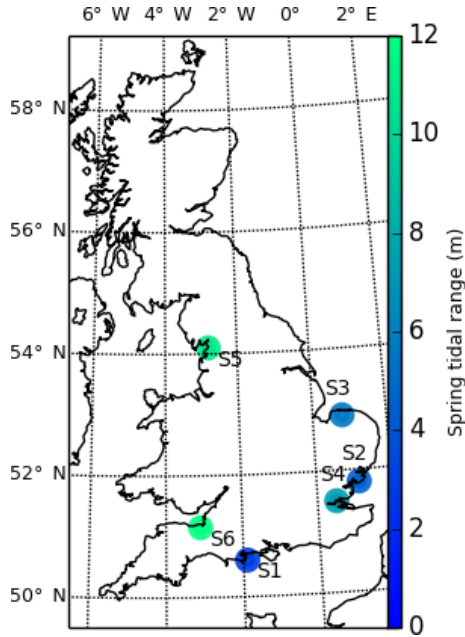 6° W 4° W 2° W 0° 2° E
58° N
56° N
54° N
52° N
50° N
S5
S3
S2
S4
S6
S1
12
10
8
6
4
2
0
Spring tidal range (m)